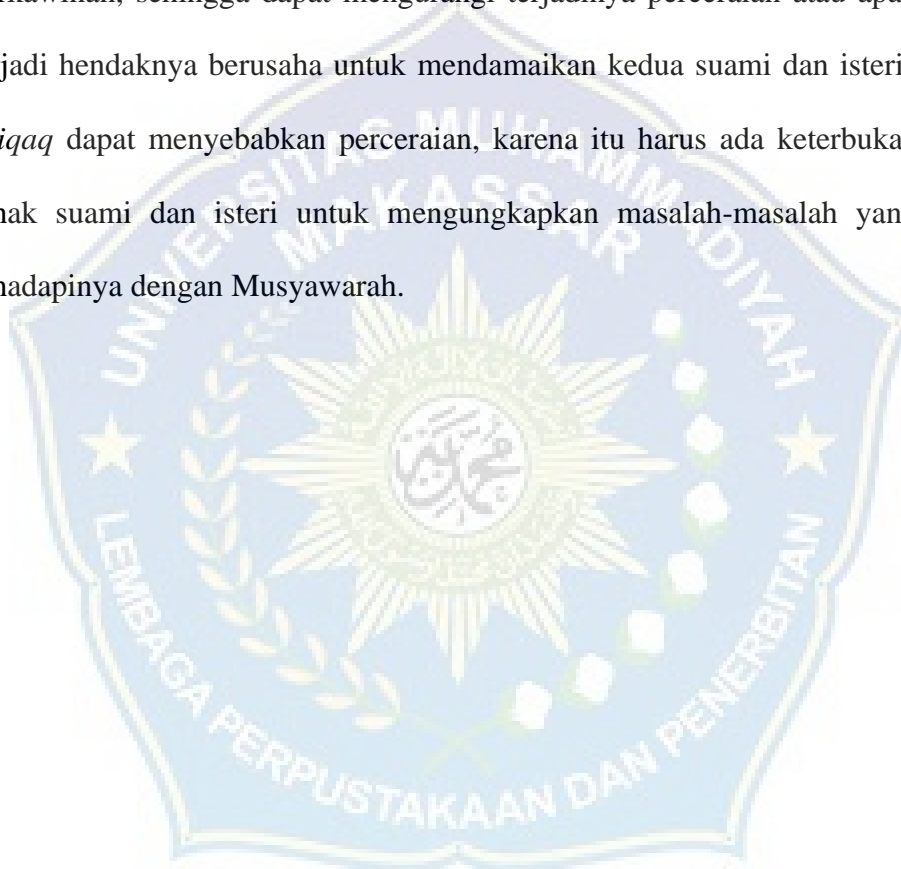 rkawinan, sehingga dapat mengurangi terjadinya perceraian atau apa
jadi hendaknya berusaha untuk mendamaikan kedua suami dan isteri
iqaq dapat menyebabkan perceraian, karena itu harus ada keterbuka
suami dan isteri untuk mengungkapkan masalah-masalah yan
hadapinya dengan Musyawarah.
UNIVERSITAS MUHAMMADIYAH
MAKASSAR
LEMBAGA PERPUSTAKAAN DAN PENERBITAN